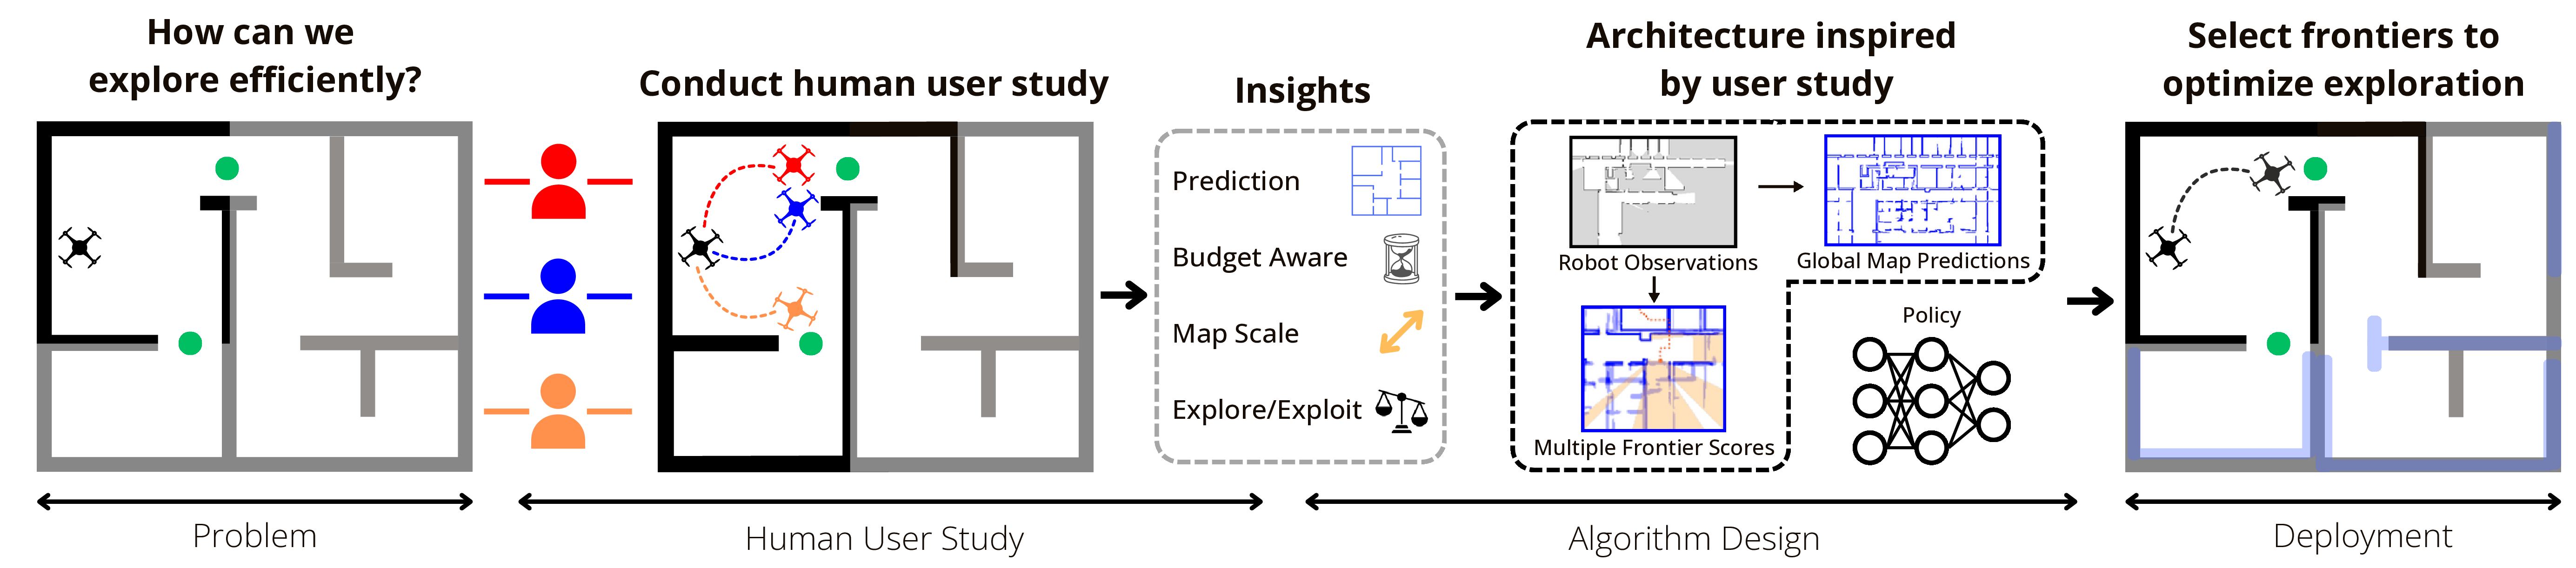 How can we
explore efficiently?
Conduct human user study
Insights
Prediction
Budget Aware
Map Scale
Explore/Exploit
Architecture inspired
by user study
Robot Observations
Global Map Predictions
Multiple Frontier Scores
Policy
Select frontiers to
optimize exploration
Problem
Human User Study
Algorithm Design
Deployment